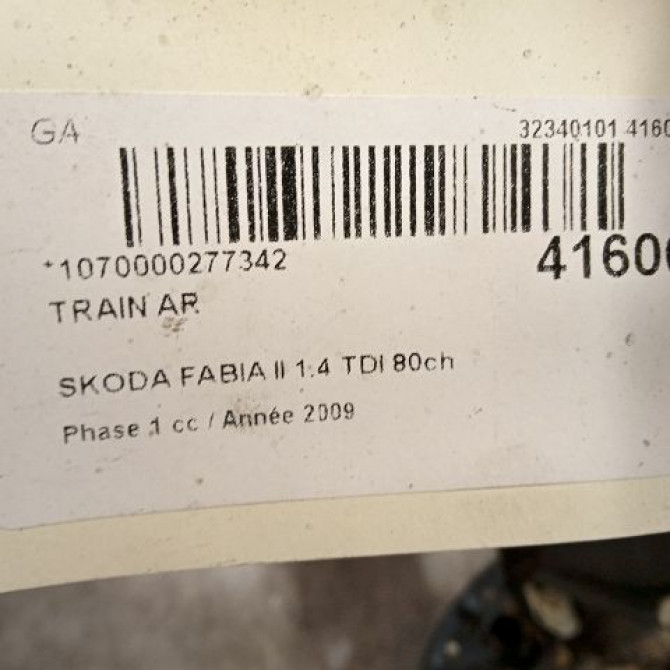 GA
32340101 4160
*1070000277342
4160
TRAIN AR
SKODA FABIA II 1.4 TDI 80ch
Phase 1 cc / Année 2009